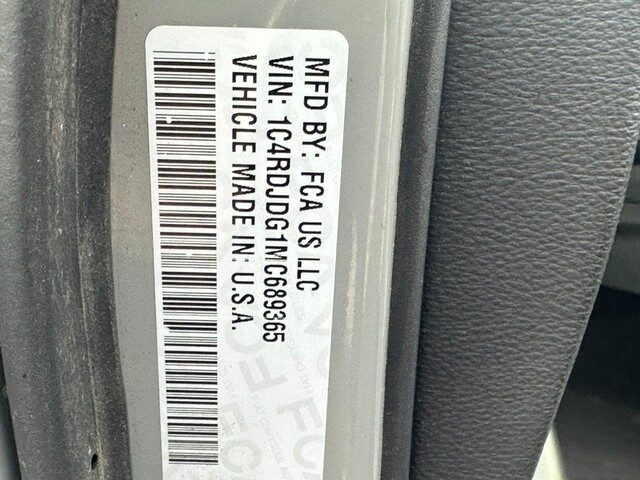 MFD BY: FCA US LLC
VIN: 1C4RDJDG1MC689365
VEHICLE MADE IN: U.S.A.